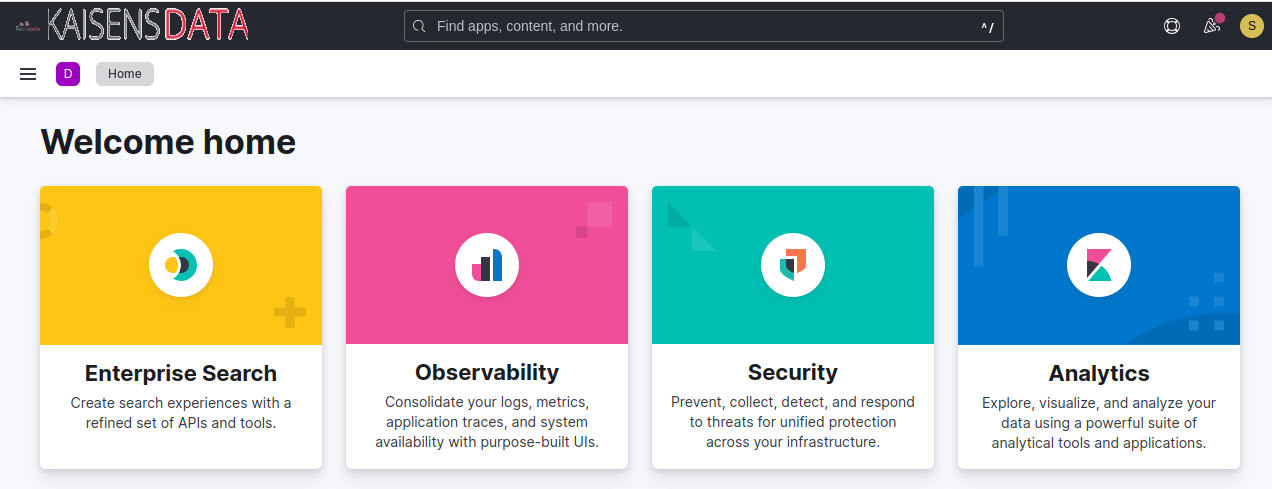 KAISENSDATA
Find apps, content, and more.
^/
S
D
Home
Welcome home
Enterprise Search
Create search experiences with a
refined set of APIs and tools.
Observability
Consolidate your logs, metrics,
application traces, and system
availability with purpose-built UIs.
Security
Prevent, collect, detect, and respond
to threats for unified protection
across your infrastructure.
Analytics
Explore, visualize, and analyze your
data using a powerful suite of
analytical tools and applications.